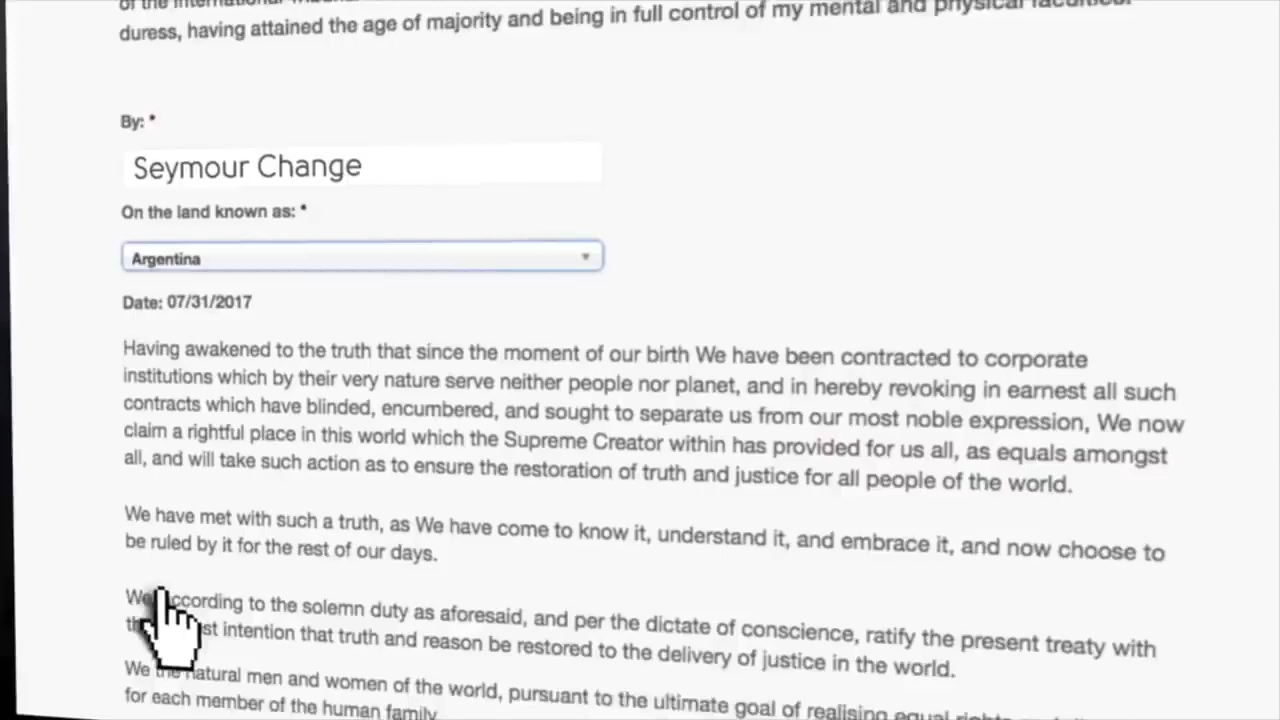 of the International
duress, having attained the age of majority and being in full control of my mental and physical faculties.
By: *
Seymour Change
On the land known as: *
Argentina
Date: 07/31/2017
Having awakened to the truth that since the moment of our birth We have been contracted to corporate
institutions which by their very nature serve neither people nor planet, and in hereby revoking in earnest all such
contracts which have blinded, encumbered, and sought to separate us from our most noble expression, We now
claim a rightful place in this world which the Supreme Creator within has provided for us all, as equals amongst
all, and will take such action as to ensure the restoration of truth and justice for all people of the world.
We have met with such a truth, as We have come to know it, understand it, and embrace it, and now choose to
be ruled by it for the rest of our days.
We according to the solemn duty as aforesaid, and per the dictate of conscience, ratify the present treaty with
intention that truth and reason be restored to the delivery of justice in the world.
We the natural men and women of the world, pursuant to the ultimate goal of realising equal rights
for each member of the human family